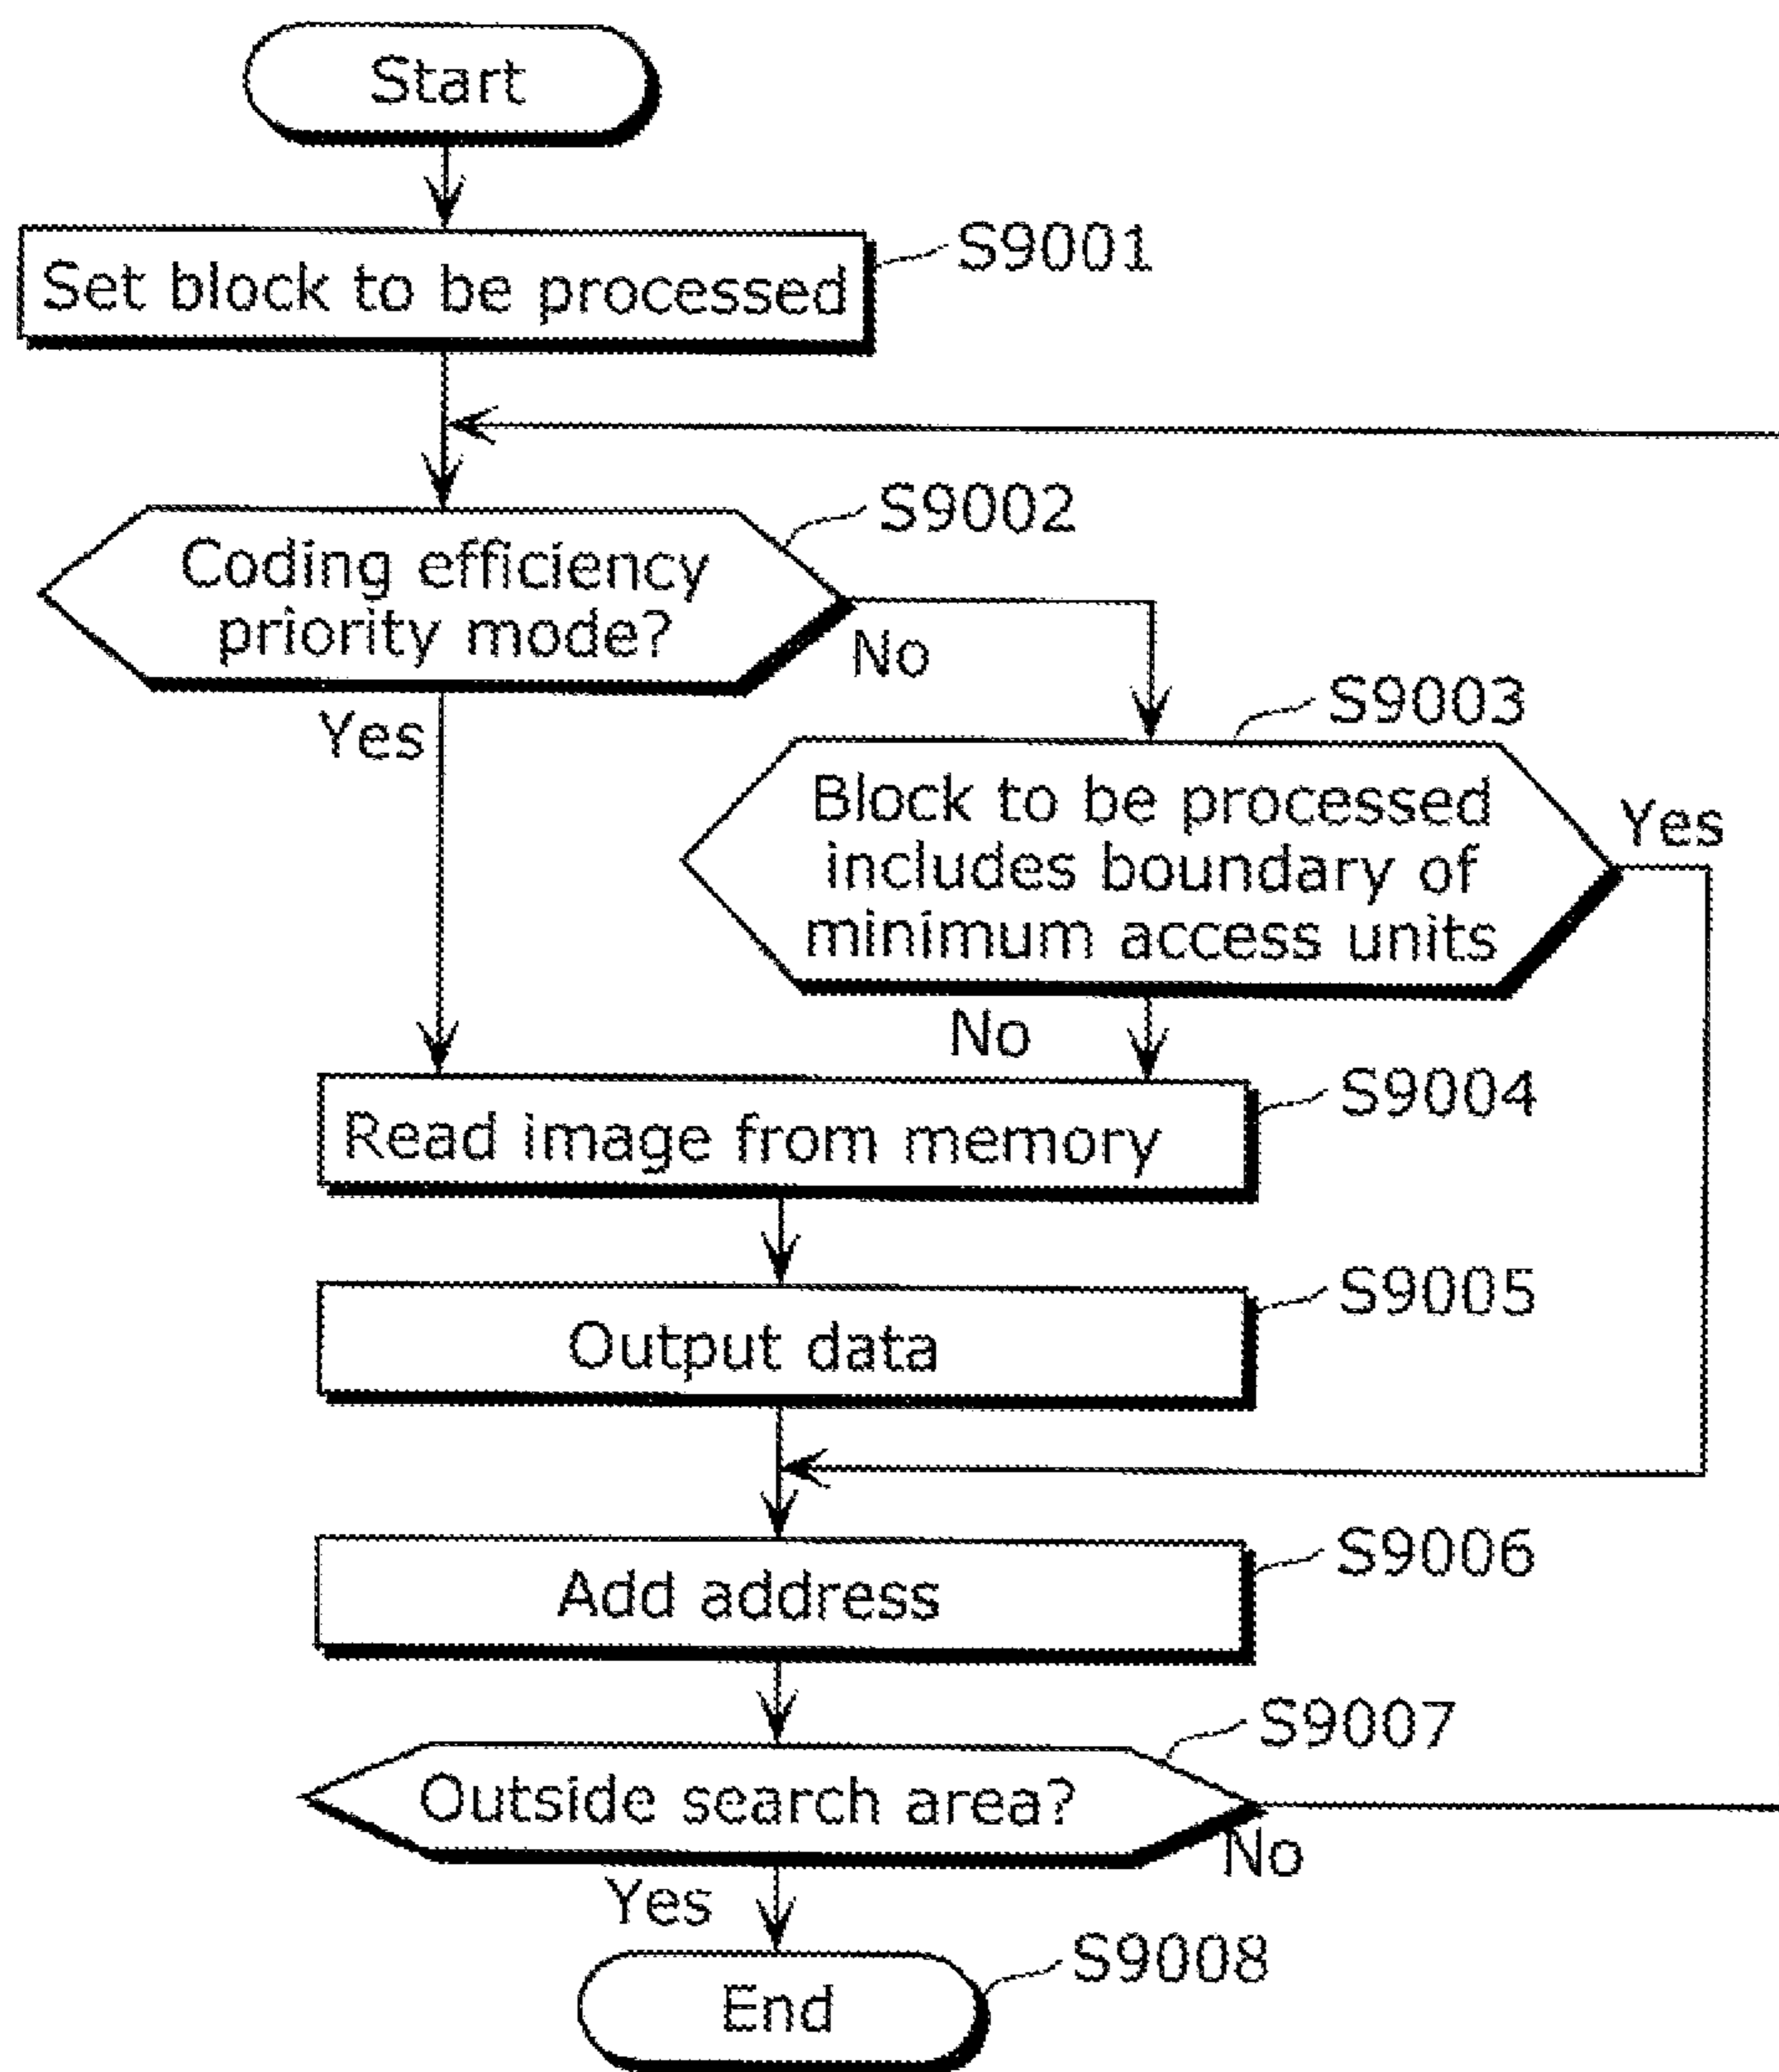 Start
S9001
Set block to be processed
S9002
Coding efficiency
priority mode?
No
Yes
S9003
Block to be processed
includes boundary of
minimum access units
Yes
No
S9004
Read image from memory
S9005
Output data
S9006
Add address
S9007
Outside search area?
No
Yes
S9008
End